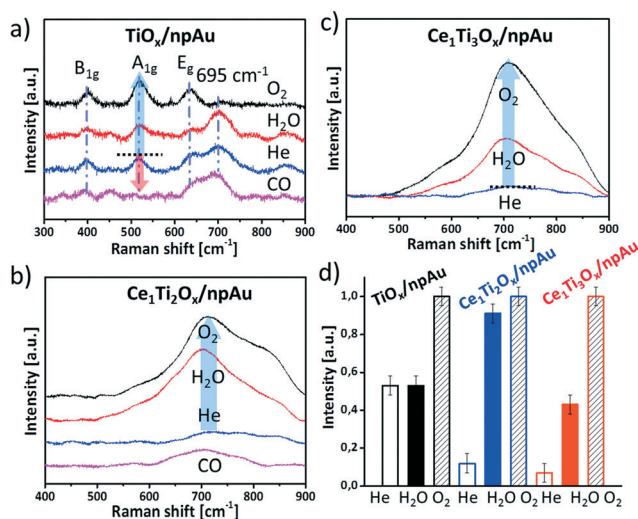 a)
TiOₓ/npAu
B₁g
A₁g
Eg
695 cm⁻¹
O₂
H₂O
He
CO
Intensity [a.u.]
300 400 500 600 700 800 900
Raman shift [cm⁻¹]
c)
Ce₁Ti₃Oₓ/npAu
O₂
H₂O
He
Intensity [a.u.]
400 500 600 700 800 900
Raman shift [cm⁻¹]
b)
Ce₁Ti₂Oₓ/npAu
O₂
H₂O
He
CO
Intensity [a.u.]
400 500 600 700 800 900
Raman shift [cm⁻¹]
d)
TiOₓ/npAu
Ce₁Ti₂Oₓ/npAu
Ce₁Ti₃Oₓ/npAu
Intensity [a.u.]
1,0
0,8
0,6
0,4
0,2
0,0
He H₂O O₂ He H₂O O₂ He H₂O O₂